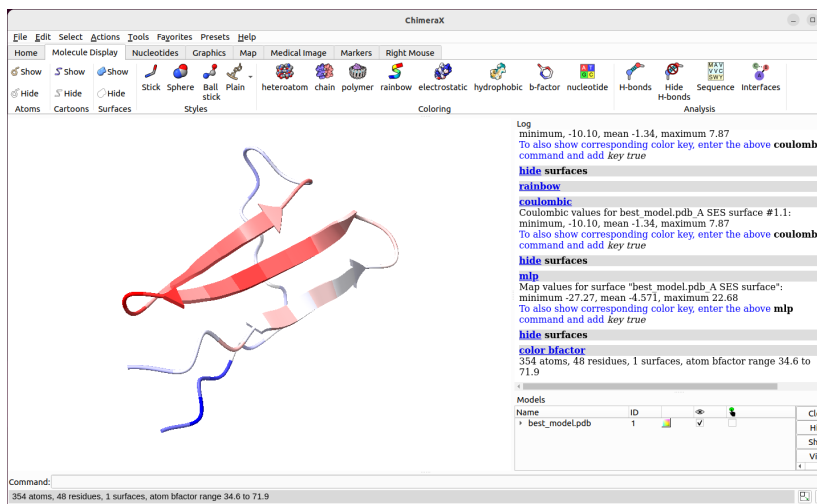 ChimeraX
File Edit Select Actions Tools Favorites Presets Help
Home Molecule Display Nucleotides Graphics Map Medical Image Markers Right Mouse
Show Show Show
Hide Hide Hide
Atoms Cartoons Surfaces
Stick Sphere Ball stick Plain
Styles
heteroatom chain polymer rainbow electrostatic hydrophobic b-factor nucleotide
Coloring
H-bonds Hide H-bonds Sequence Interfaces
Analysis
Log
minimum, -10.10, mean -1.34, maximum 7.87
To also show corresponding color key, enter the above coulomb
command and add key true
hide surfaces
rainbow
coulombic
Coulombic values for best_model.pdb_A SES surface #1.1:
minimum, -10.10, mean -1.34, maximum 7.87
To also show corresponding color key, enter the above coulomb
command and add key true
hide surfaces
mlp
Map values for surface "best_model.pdb_A SES surface":
minimum -27.27, mean -4.571, maximum 22.68
To also show corresponding color key, enter the above mlp
command and add key true
hide surfaces
color bfactor
354 atoms, 48 residues, 1 surfaces, atom bfactor range 34.6 to
71.9
Models
Name ID
best_model.pdb 1
Cl
Hi
Sh
Vi
Command:
354 atoms, 48 residues, 1 surfaces, atom bfactor range 34.6 to 71.9